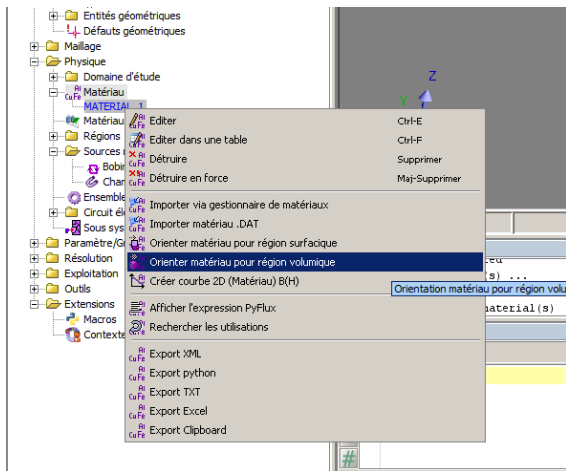 Entités géométriques
Défauts géométriques
Maillage
Physique
Domaine d'étude
Matériau
MATERIAL_1
Matériau
Régions
Sources
Bobin
Char
Ensemble
Circuit éle
Sous sys
Paramètre/G
Résolution
Exploitation
Outils
Extensions
Macros
Contexte
Editer Ctrl-E
Editer dans une table Ctrl-F
Détruire Supprimer
Détruire en force Maj-Supprimer
Importer via gestionnaire de matériaux
Importer matériau .DAT
Orienter matériau pour région surfacique
Orienter matériau pour région volumique
Créer courbe 2D (Matériau) B(H)
Afficher l'expression PyFlux
Rechercher les utilisations
Export XML
Export python
Export TXT
Export Excel
Export Clipboard
Z
Y
s) ...
Orientation matériau pour région volu
material(s)
#